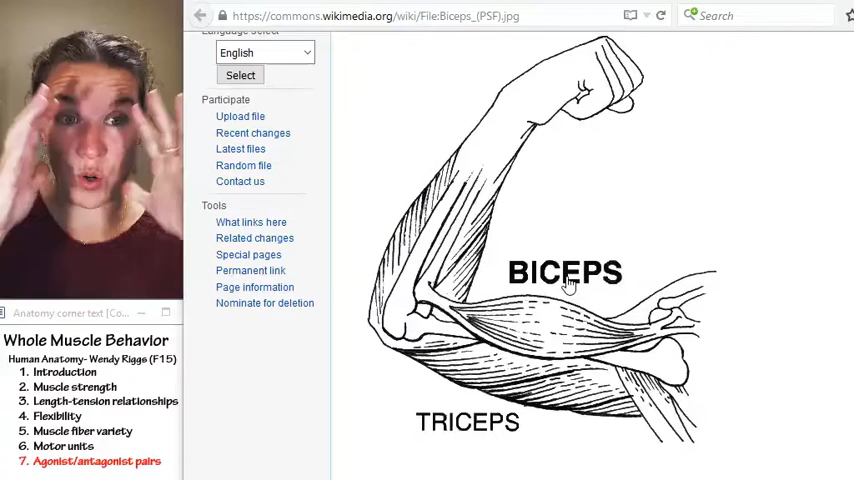 https://commons.wikimedia.org/wiki/File:Biceps_(PSF).jpg
Search
Language select
English
Select
Participate
Upload file
Recent changes
Latest files
Random file
Contact us
Tools
What links here
Related changes
Special pages
Permanent link
Page information
Nominate for deletion
BICEPS
TRICEPS
Anatomy corner text [Co...
Whole Muscle Behavior
Human Anatomy- Wendy Riggs (F15)
1. Introduction
2. Muscle strength
3. Length-tension relationships
4. Flexibility
5. Muscle fiber variety
6. Motor units
7. Agonist/antagonist pairs